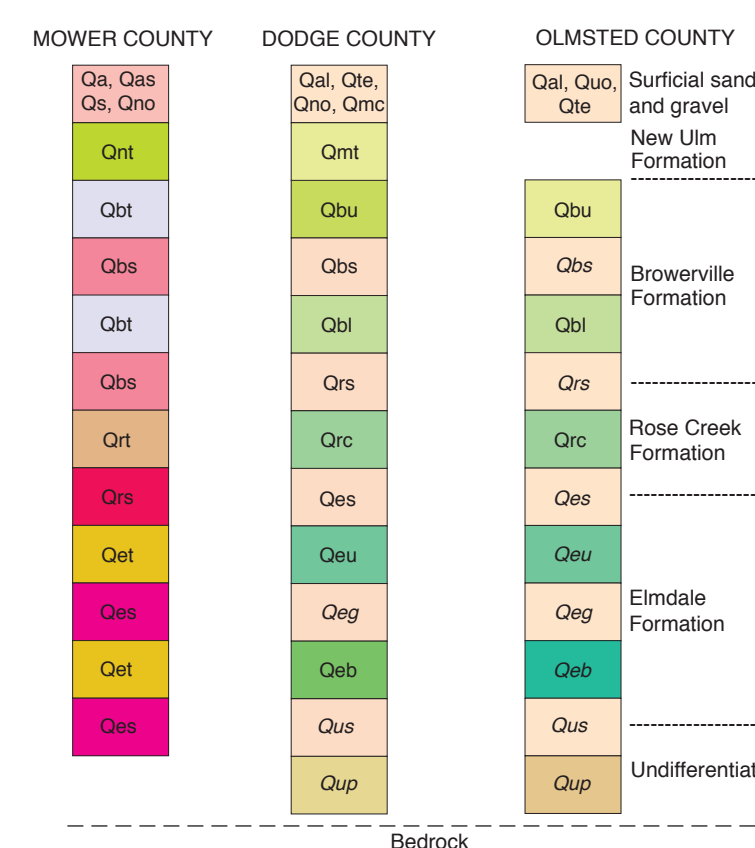 MOWER COUNTY
DODGE COUNTY
OLMSTED COUNTY
Qa, Qas
Qs, Qno
Qal, Qte,
Qno, Qmc
Qal, Quo,
Qte
Surficial sand
and gravel
Qnt
Qmt
New Ulm
Formation
Qbt
Qbu
Qbu
Qbs
Qbs
Qbs
Browerville
Formation
Qbt
Qbl
Qbl
Qbs
Qrs
Qrs
Qrt
Qrc
Qrc
Rose Creek
Formation
Qrs
Qes
Qes
Qet
Qeu
Qeu
Qes
Qeg
Qeg
Elmdale
Formation
Qet
Qeb
Qeb
Qes
Qus
Qus
Qup
Qup
Undifferentiat
Bedrock